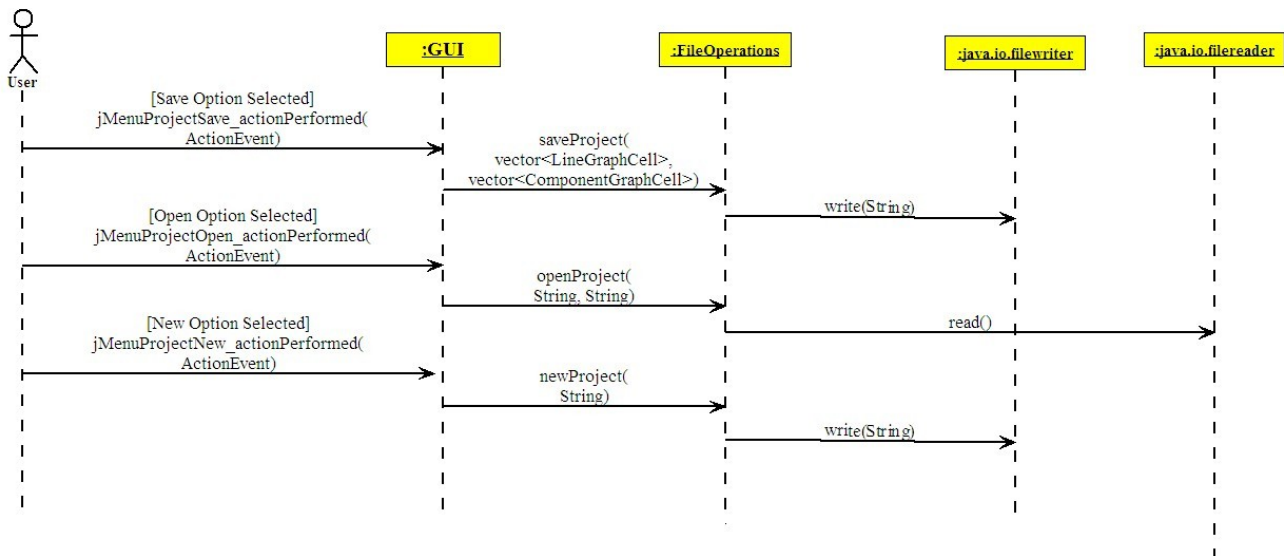 :GUI
:FileOperations
:java.io.filewriter
:java.io.filereader
User
[Save Option Selected]
jMenuProjectSave_actionPerformed(
ActionEvent)
saveProject(
vector<LineGraphCell>,
vector<ComponentGraphCell>)
write(String)
[Open Option Selected]
jMenuProjectOpen_actionPerformed(
ActionEvent)
openProject(
String, String)
read()
[New Option Selected]
jMenuProjectNew_actionPerformed(
ActionEvent)
newProject(
String)
write(String)